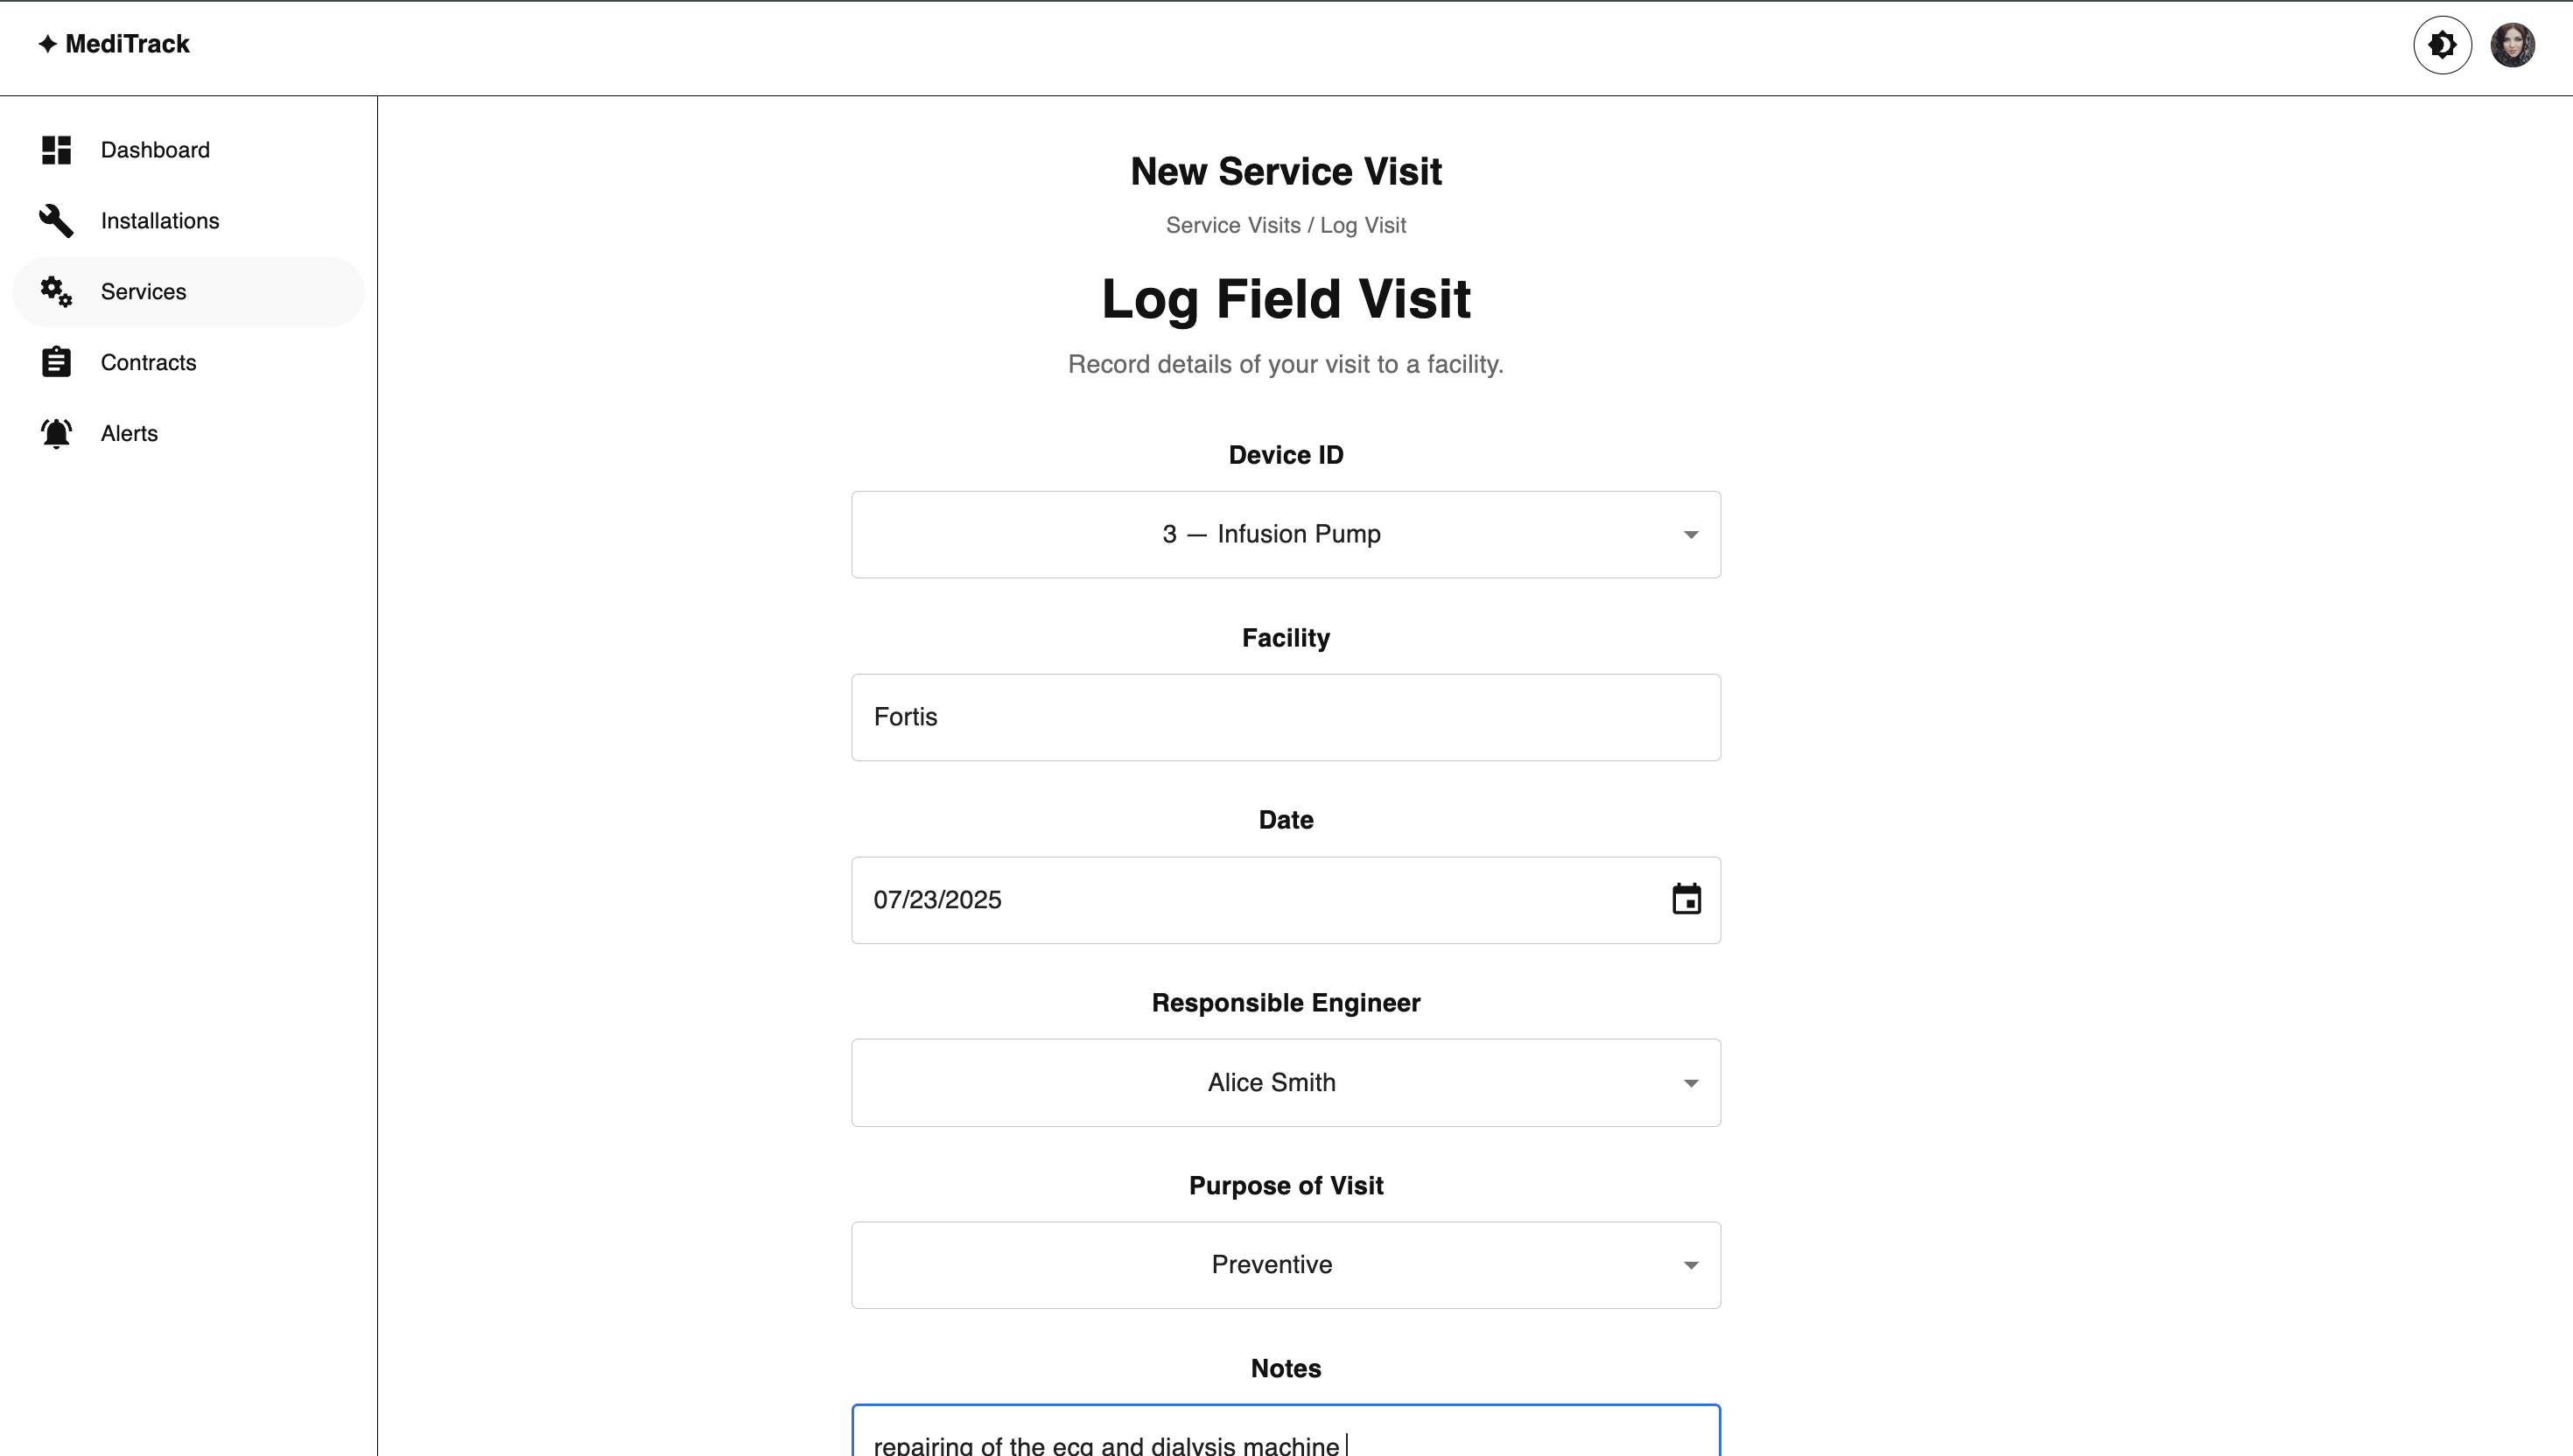 MediTrack
Dashboard
Installations
Services
Contracts
Alerts
New Service Visit
Service Visits / Log Visit
Log Field Visit
Record details of your visit to a facility.
Device ID
3 — Infusion Pump
Facility
Fortis
Date
07/23/2025
Responsible Engineer
Alice Smith
Purpose of Visit
Preventive
Notes
repairing of the ecg and dialysis machine